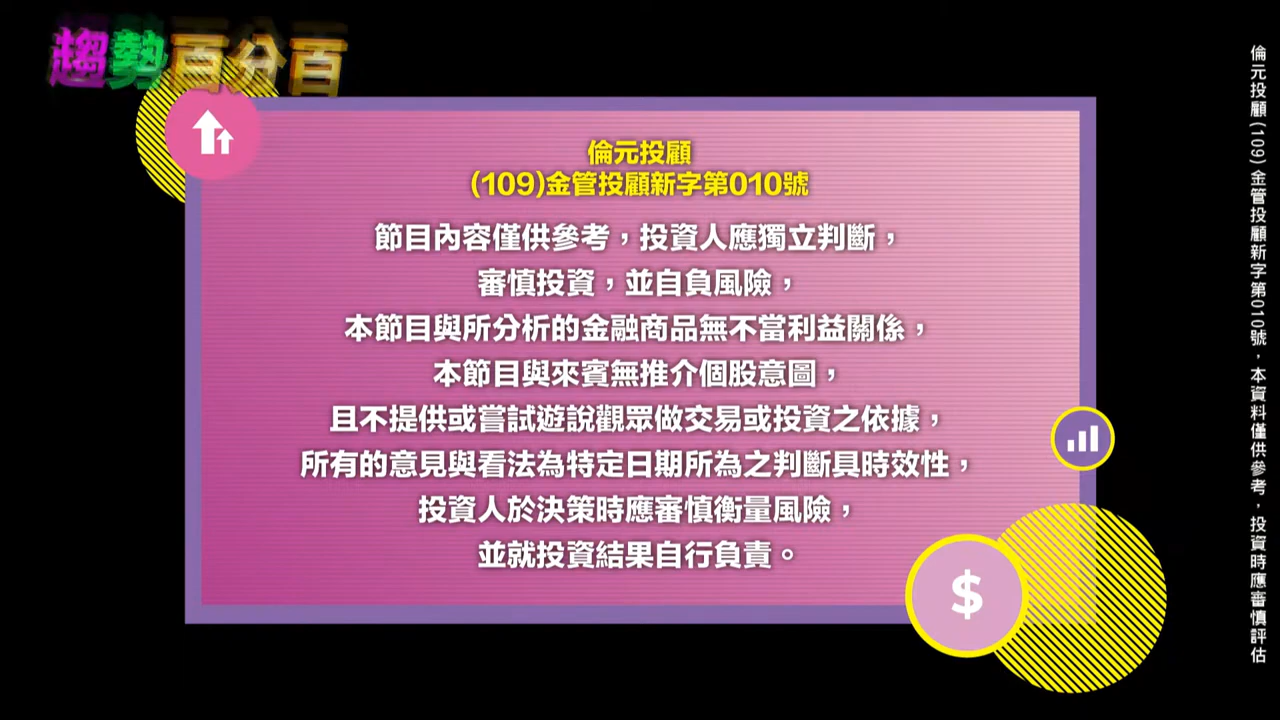 趨勢百分百
倫元投顧
(109)金管投顧新字第010號
節目內容僅供參考，投資人應獨立判斷，
審慎投資，並自負風險，
本節目與所分析的金融商品無不當利益關係，
本節目與來賓無推介個股意圖，
且不提供或嘗試遊說觀眾做交易或投資之依據，
所有的意見與看法為特定日期所為之判斷具時效性，
投資人於決策時應審慎衡量風險，
並就投資結果自行負責。
$
倫元投顧(109)金管投顧新字第010號，本資料僅供參考，投資時應審慎評估